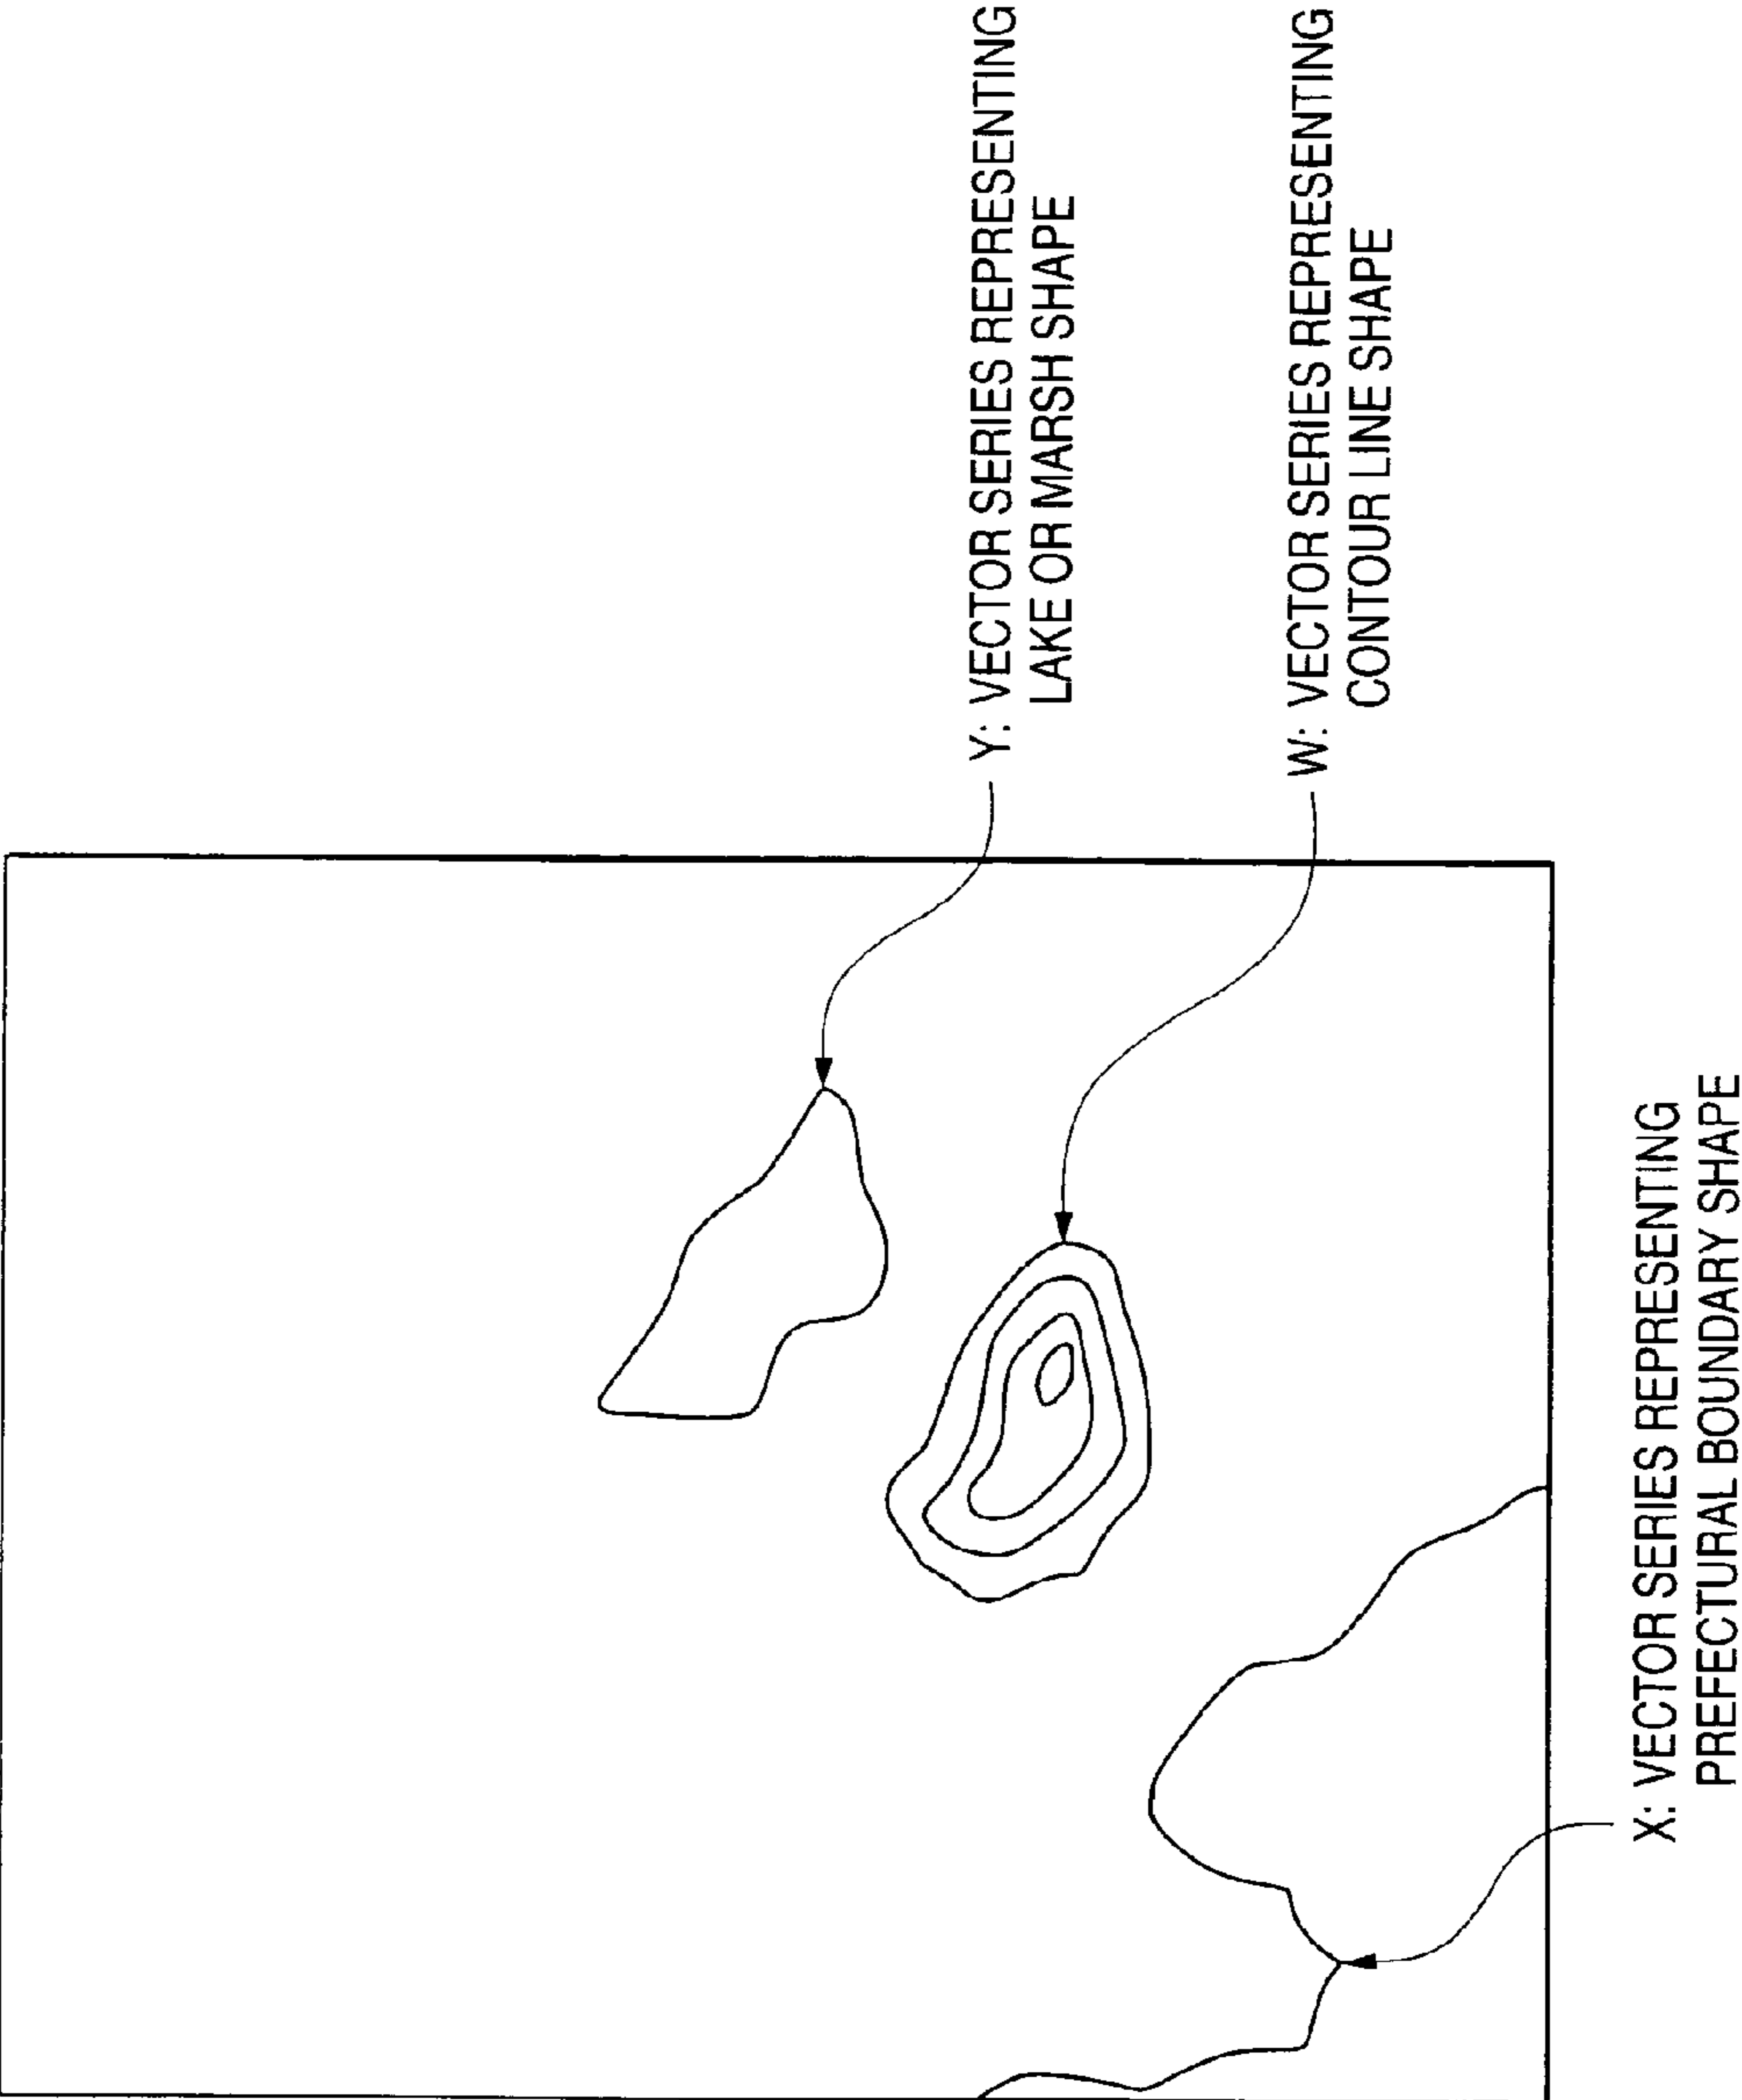 Y: VECTOR SERIES REPRESENTING
LAKE OR MARSH SHAPE
W: VECTOR SERIES REPRESENTING
CONTOUR LINE SHAPE
X: VECTOR SERIES REPRESENTING
PREFECTURAL BOUNDARY SHAPE